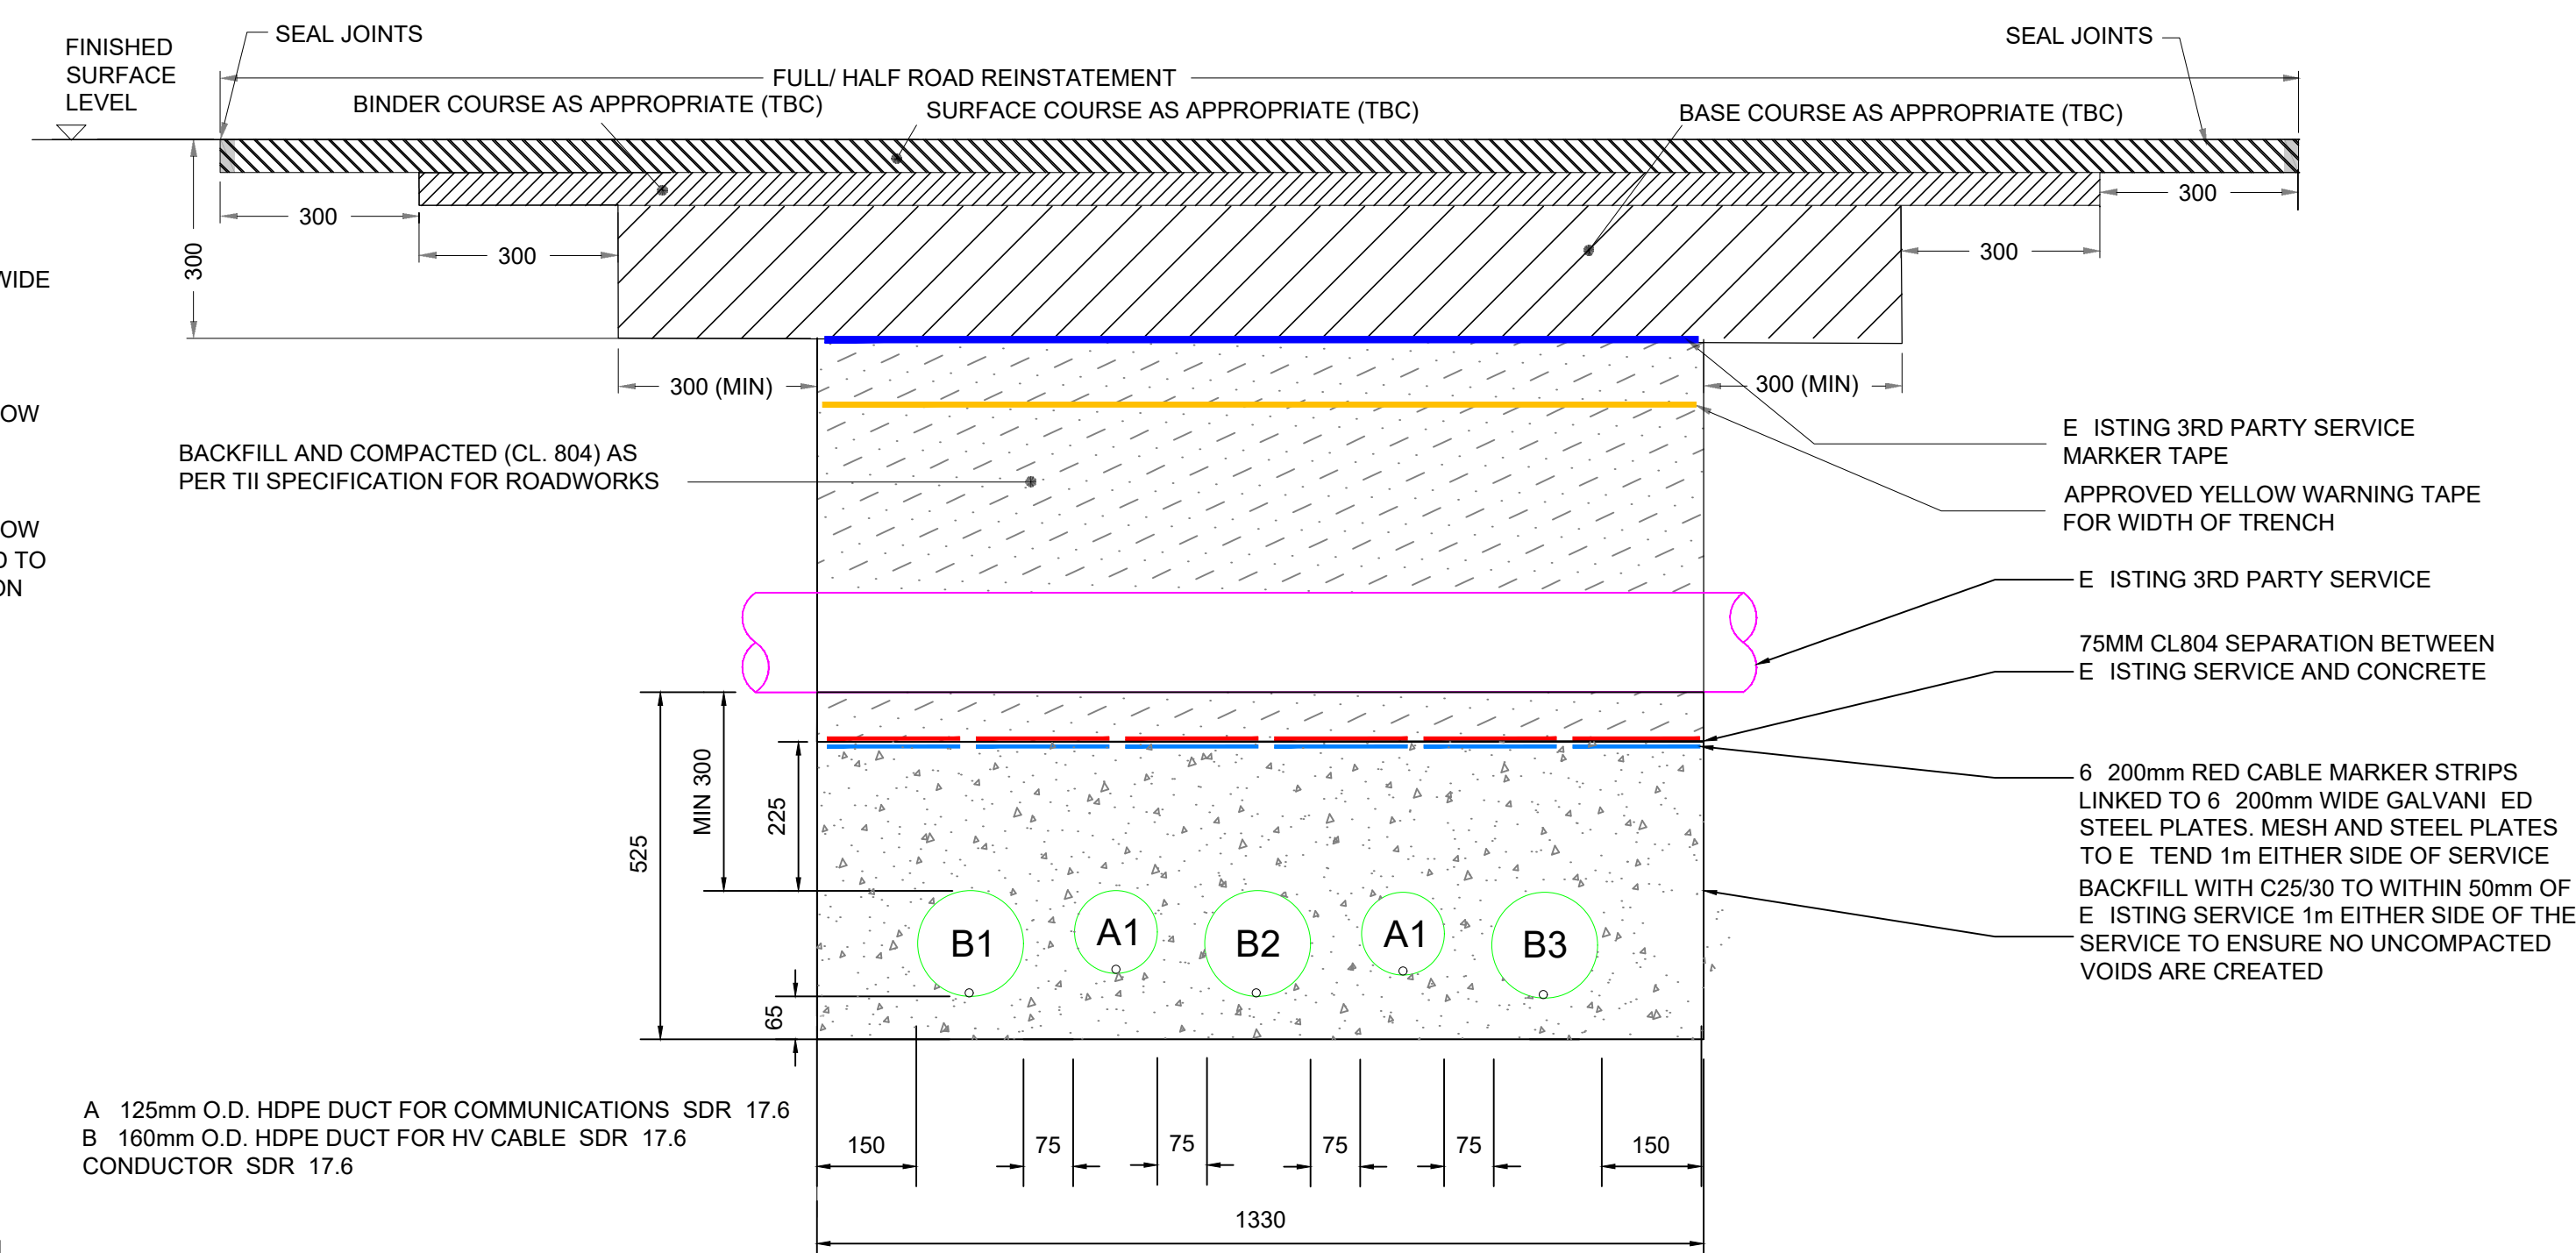 SEAL JOINTS
SEAL JOINTS
FINISHED
SURFACE
LEVEL
FULL/ HALF ROAD REINSTATEMENT
BINDER COURSE AS APPROPRIATE (TBC)
SURFACE COURSE AS APPROPRIATE (TBC)
BASE COURSE AS APPROPRIATE (TBC)
300
300
300
300
300
300
WIDE
300 (MIN)
300 (MIN)
OW
E ISTING 3RD PARTY SERVICE
MARKER TAPE
BACKFILL AND COMPACTED (CL. 804) AS
PER TII SPECIFICATION FOR ROADWORKS
APPROVED YELLOW WARNING TAPE
FOR WIDTH OF TRENCH
OW
D TO
ON
E ISTING 3RD PARTY SERVICE
75MM CL804 SEPARATION BETWEEN
E ISTING SERVICE AND CONCRETE
6 200mm RED CABLE MARKER STRIPS
LINKED TO 6 200mm WIDE GALVANI ED
STEEL PLATES. MESH AND STEEL PLATES
TO E TEND 1m EITHER SIDE OF SERVICE
BACKFILL WITH C25/30 TO WITHIN 50mm OF
E ISTING SERVICE 1m EITHER SIDE OF THE
SERVICE TO ENSURE NO UNCOMPACTED
VOIDS ARE CREATED
525
MIN 300
225
65
B1
A1
B2
A1
B3
A 125mm O.D. HDPE DUCT FOR COMMUNICATIONS SDR 17.6
B 160mm O.D. HDPE DUCT FOR HV CABLE SDR 17.6
CONDUCTOR SDR 17.6
150
75
75
75
75
150
1330